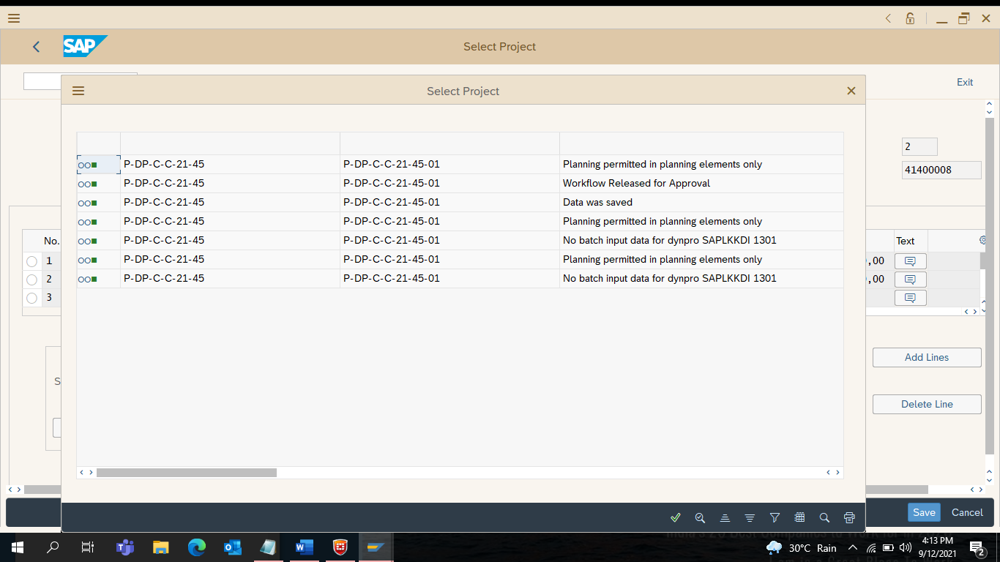 SAP
Select Project
Exit
Select Project
2
41400008
P-DP-C-C-21-45 P-DP-C-C-21-45-01 Planning permitted in planning elements only
P-DP-C-C-21-45 P-DP-C-C-21-45-01 Workflow Released for Approval
P-DP-C-C-21-45 P-DP-C-C-21-45-01 Data was saved
P-DP-C-C-21-45 P-DP-C-C-21-45-01 Planning permitted in planning elements only
P-DP-C-C-21-45 P-DP-C-C-21-45-01 No batch input data for dynpro SAPLKKDI 1301
P-DP-C-C-21-45 P-DP-C-C-21-45-01 Planning permitted in planning elements only
P-DP-C-C-21-45 P-DP-C-C-21-45-01 No batch input data for dynpro SAPLKKDI 1301
No. Text
1 ,00
2 ,00
3
S
Add Lines
Delete Line
Save Cancel
30°C Rain
4:13 PM
9/12/2021
2